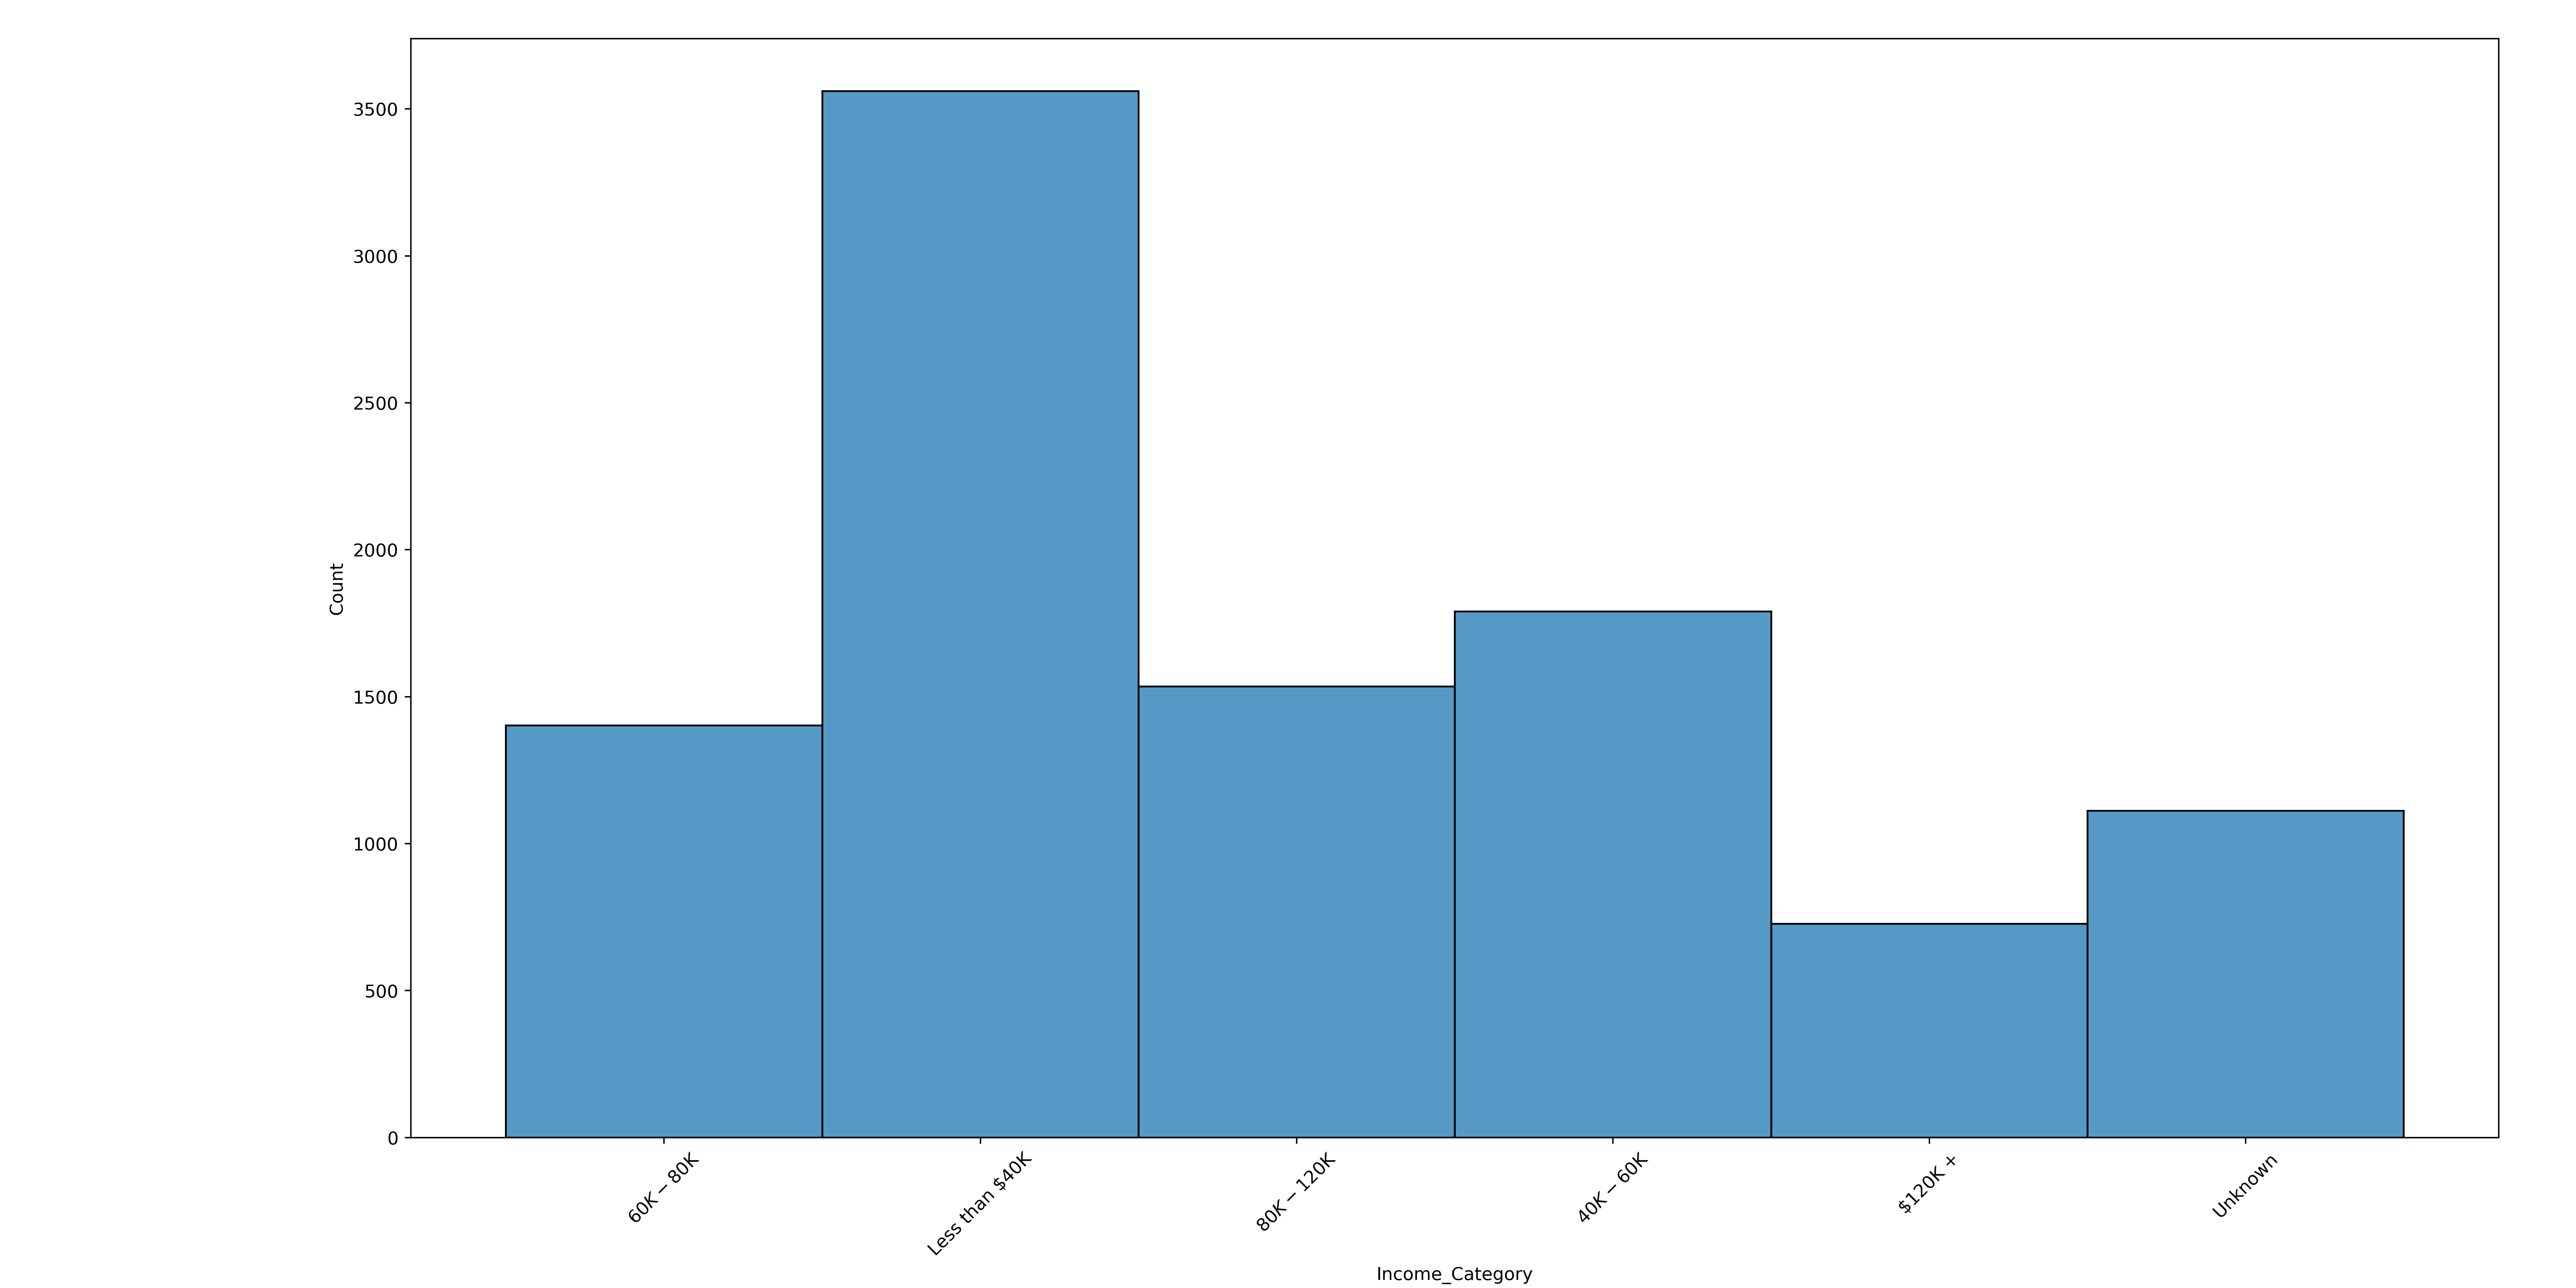 3500
3000
2500
2000
1500
1000
500
0
Count
60K − 80K
Less than $40K
80K − 120K
40K − 60K
$120K +
Unknown
Income_Category